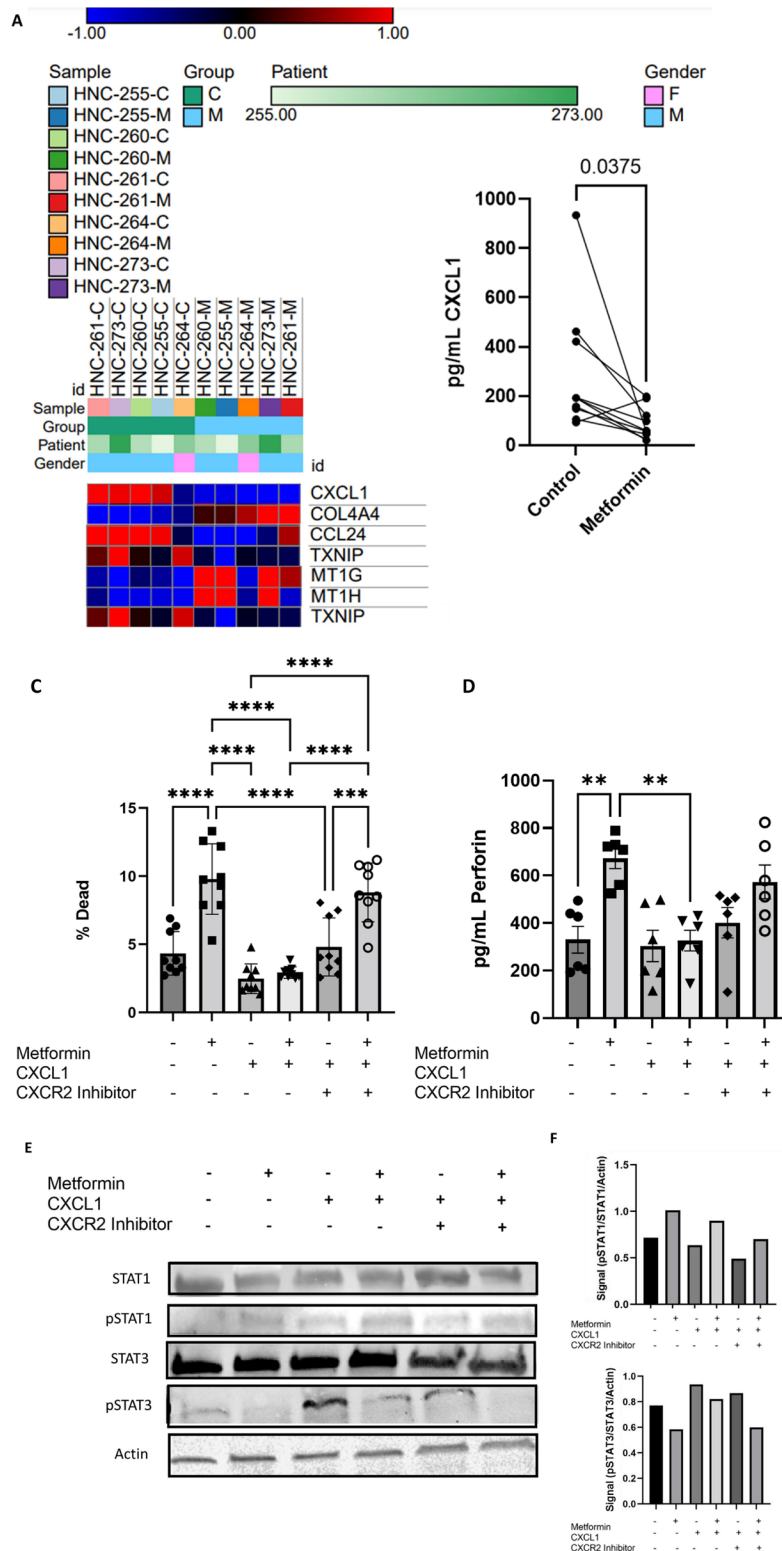 A
-1.00 0.00 1.00
Sample Group Patient Gender
HNC-255-C C F
HNC-255-M M 255.00 273.00 M
HNC-260-C
HNC-260-M
HNC-261-C
HNC-261-M
HNC-264-C
HNC-264-M
HNC-273-C
HNC-273-M
id HNC-261-C HNC-273-C HNC-260-C HNC-255-C HNC-264-C HNC-260-M HNC-255-M HNC-264-M HNC-273-M HNC-261-M
Sample
Group
Patient
Gender id
CXCL1
COL4A4
CCL24
TXNIP
MT1G
MT1H
TXNIP
0.0375
pg/mL CXCL1
1000
800
600
400
200
0
Control Metformin
C
****
****
**** ****
**** **** ***
% Dead
15
10
5
0
Metformin - + - + - +
CXCL1 - - + + + +
CXCR2 Inhibitor - - - - + +
D
** **
pg/mL Perforin
1000
800
600
400
200
0
Metformin - + - + - +
CXCL1 - - + + + +
CXCR2 Inhibitor - - - - + +
E
Metformin - + - + - +
CXCL1 - - + + + +
CXCR2 Inhibitor - - - - + +
STAT1
pSTAT1
STAT3
pSTAT3
Actin
F
Signal (pSTAT1/STAT1/Actin)
1.5
1.0
0.5
0.0
Metformin - + - + - +
CXCL1 - - + + + +
CXCR2 Inhibitor - - - - + +
Signal (pSTAT3/STAT3/Actin)
1.0
0.8
0.6
0.4
0.2
0.0
Metformin - + - + - +
CXCL1 - - + + + +
CXCR2 Inhibitor - - - - + +